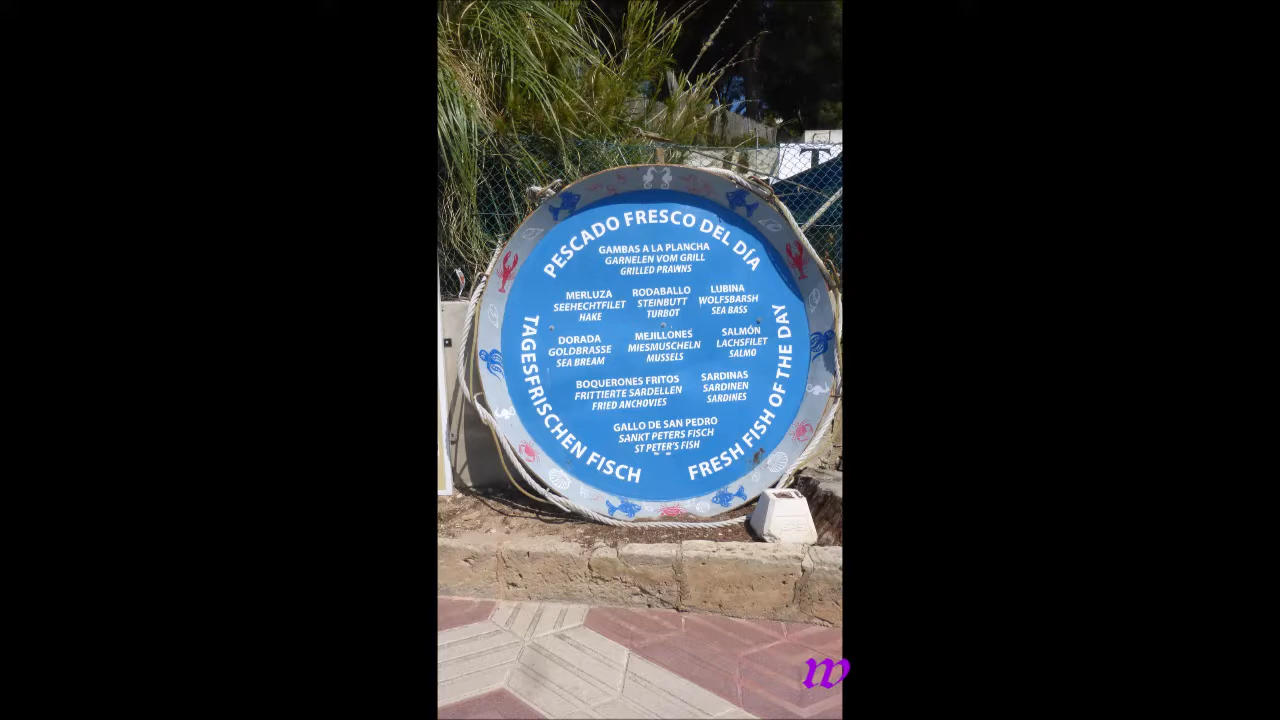 PESCADO FRESCO DEL DÍA
GAMBAS A LA PLANCHA
GARNELEN VOM GRILL
GRILLED PRAWNS
MERLUZA
SEEHECHTFILET
HAKE
RODABALLO
STEINBUTT
TURBOT
LUBINA
WOLFSBARSH
SEA BASS
DORADA
GOLDBRASSE
SEA BREAM
MEJILLONES
MIESMUSCHELN
MUSSELS
SALMÓN
LACHSFILET
SALMO
BOQUERONES FRITOS
FRITTIERTE SARDELLEN
FRIED ANCHOVIES
SARDINAS
SARDINEN
SARDINES
GALLO DE SAN PEDRO
SANKT PETERS FISCH
ST PETER'S FISH
TAGESFRISCHEN FISCH
FRESH FISH OF THE DAY
w